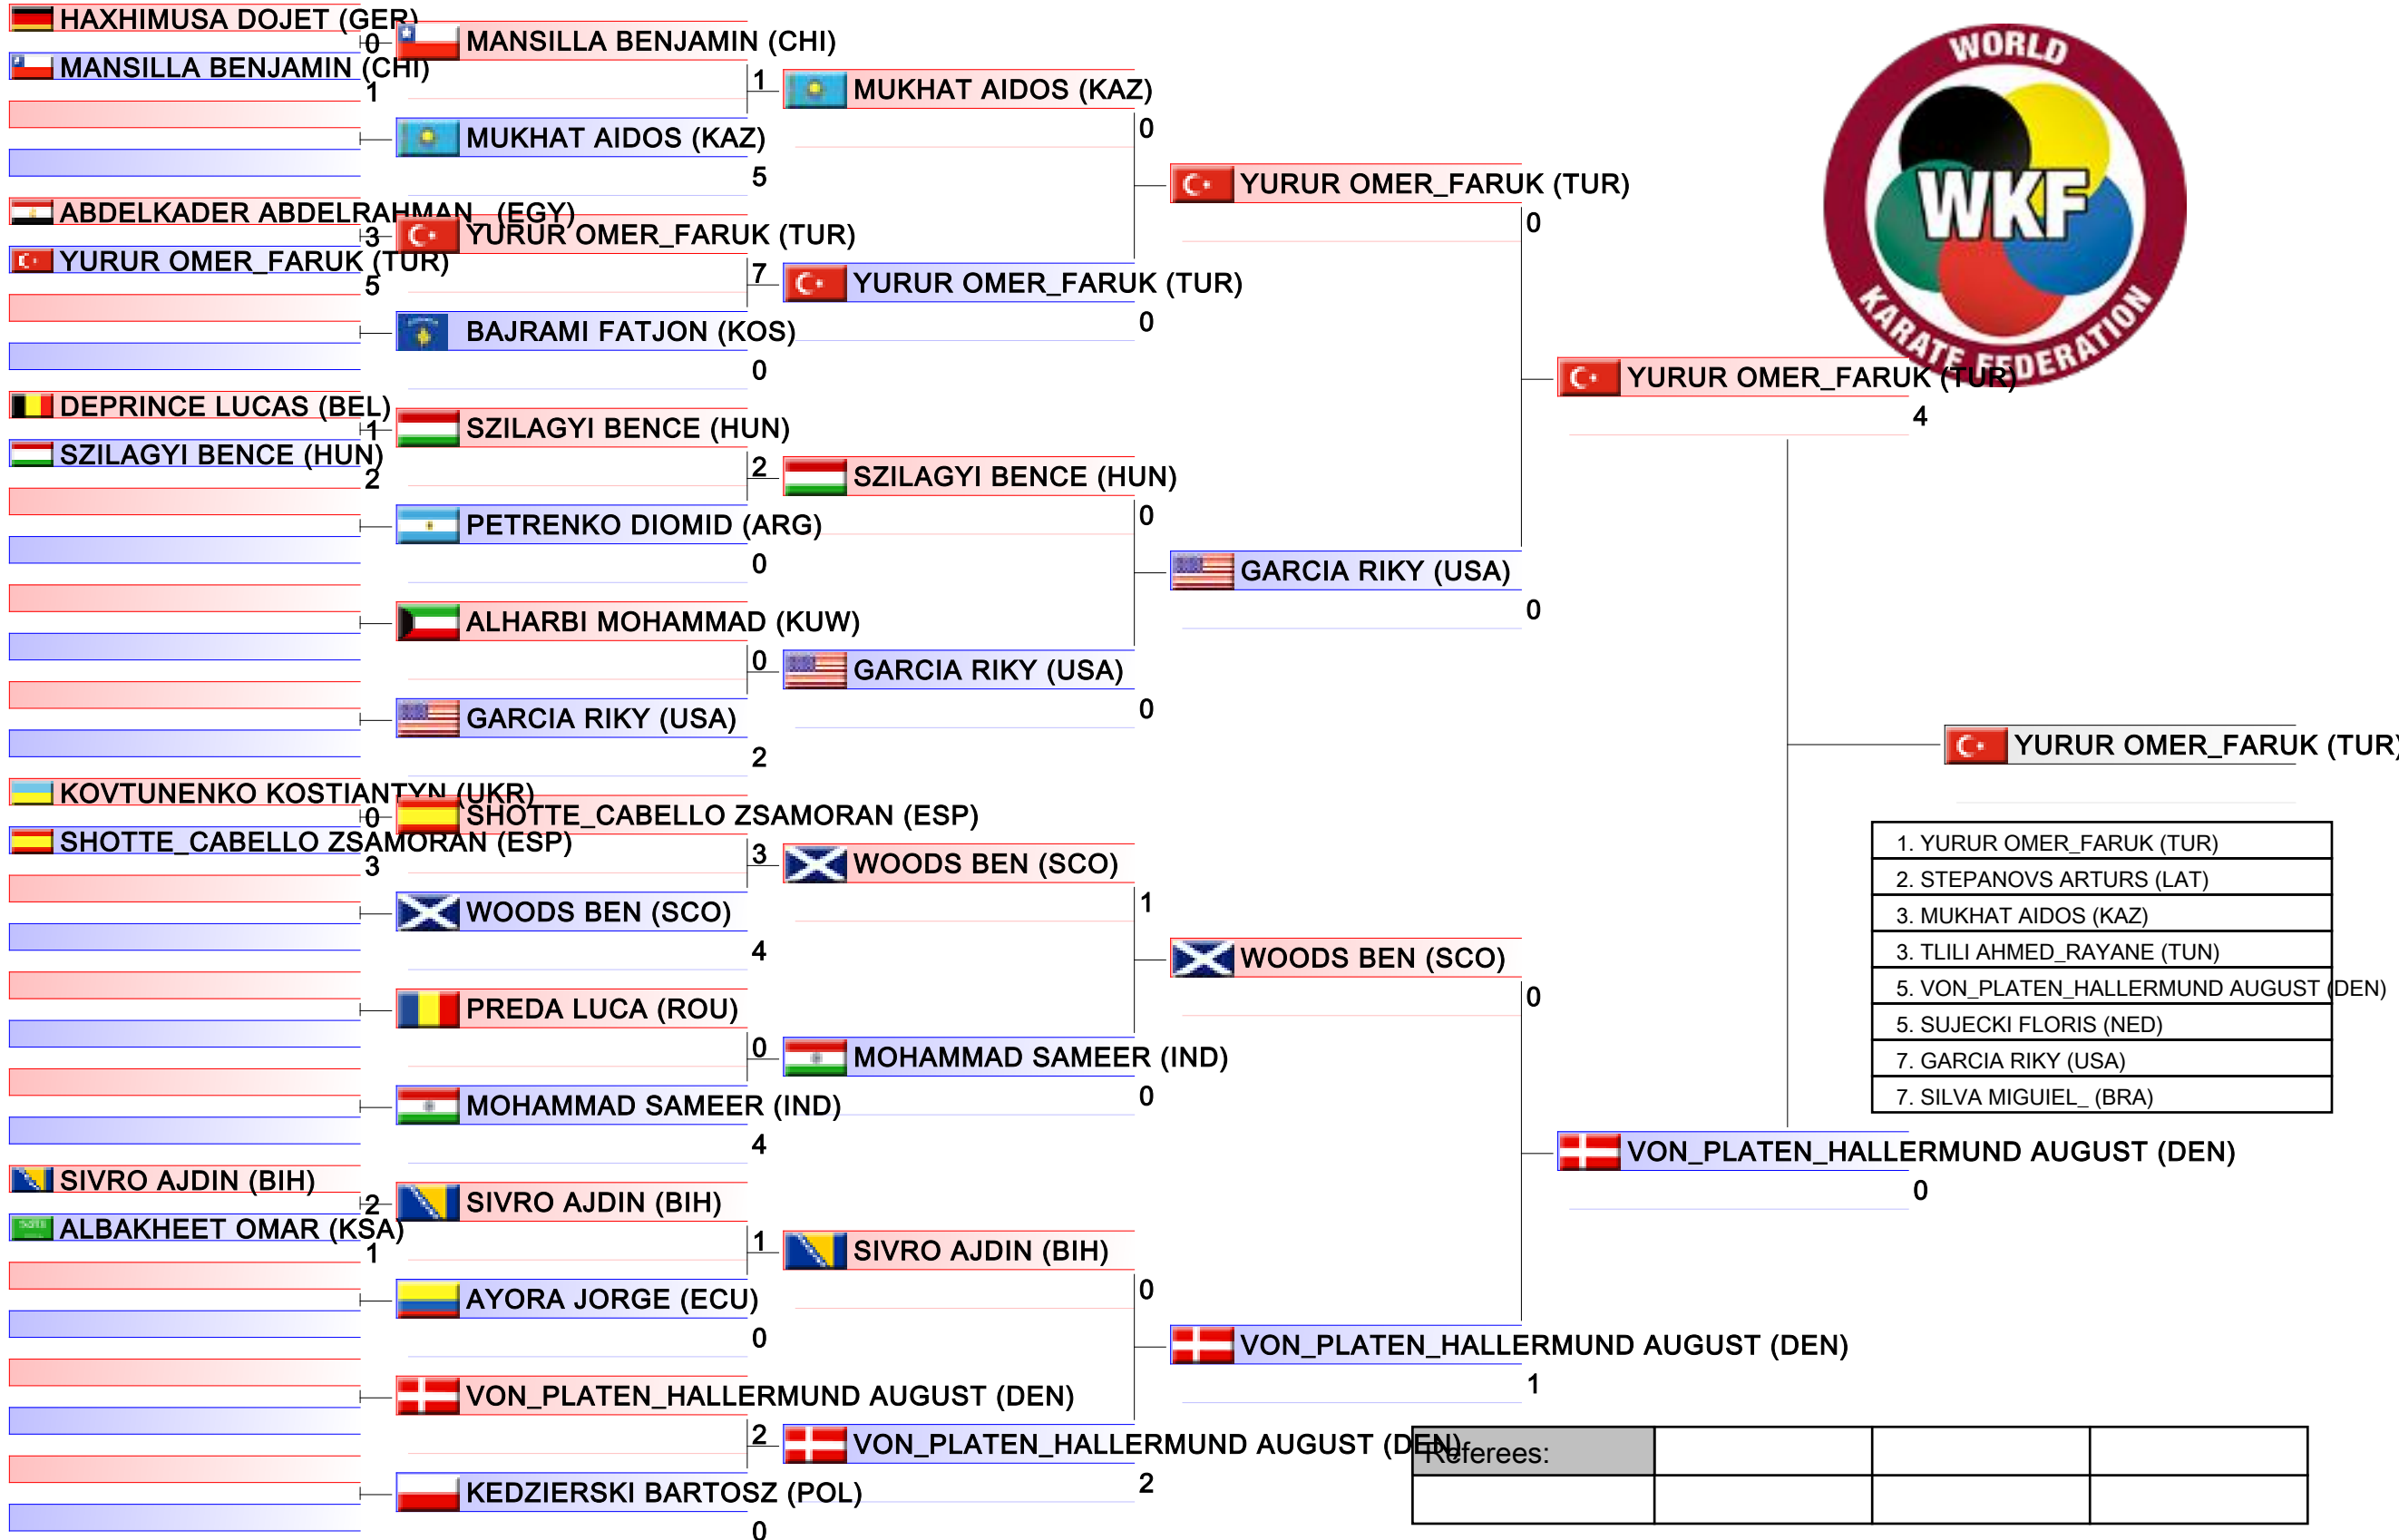 HAXHIMUSA DOJET (GER)
0
MANSILLA BENJAMIN (CHI)
1
ABDELKADER ABDELRAHMAN_ (EGY)
3
YURUR OMER_FARUK (TUR)
5
DEPRINCE LUCAS (BEL)
1
SZILAGYI BENCE (HUN)
2
KOVTUNENKO KOSTIANTYN (UKR)
0
SHOTTE_CABELLO ZSAMORAN (ESP)
3
SIVRO AJDIN (BIH)
2
ALBAKHEET OMAR (KSA)
1
MANSILLA BENJAMIN (CHI)
1
MUKHAT AIDOS (KAZ)
5
YURUR OMER_FARUK (TUR)
7
BAJRAMI FATJON (KOS)
0
SZILAGYI BENCE (HUN)
2
PETRENKO DIOMID (ARG)
0
ALHARBI MOHAMMAD (KUW)
0
GARCIA RIKY (USA)
2
SHOTTE_CABELLO ZSAMORAN (ESP)
3
WOODS BEN (SCO)
4
PREDA LUCA (ROU)
0
MOHAMMAD SAMEER (IND)
4
SIVRO AJDIN (BIH)
1
AYORA JORGE (ECU)
0
VON_PLATEN_HALLERMUND AUGUST (DEN)
2
KEDZIERSKI BARTOSZ (POL)
0
MUKHAT AIDOS (KAZ)
0
YURUR OMER_FARUK (TUR)
0
SZILAGYI BENCE (HUN)
0
GARCIA RIKY (USA)
0
WOODS BEN (SCO)
1
MOHAMMAD SAMEER (IND)
0
SIVRO AJDIN (BIH)
0
VON_PLATEN_HALLERMUND AUGUST (DEN)
2
YURUR OMER_FARUK (TUR)
0
GARCIA RIKY (USA)
0
WOODS BEN (SCO)
0
VON_PLATEN_HALLERMUND AUGUST (DEN)
1
YURUR OMER_FARUK (TUR)
4
VON_PLATEN_HALLERMUND AUGUST (DEN)
0
WORLD
WKF
KARATE FEDERATION
YURUR OMER_FARUK (TUR)
1. YURUR OMER_FARUK (TUR)
2. STEPANOVS ARTURS (LAT)
3. MUKHAT AIDOS (KAZ)
3. TLILI AHMED_RAYANE (TUN)
5. VON_PLATEN_HALLERMUND AUGUST (DEN)
5. SUJECKI FLORIS (NED)
7. GARCIA RIKY (USA)
7. SILVA MIGUIEL_ (BRA)
Referees: